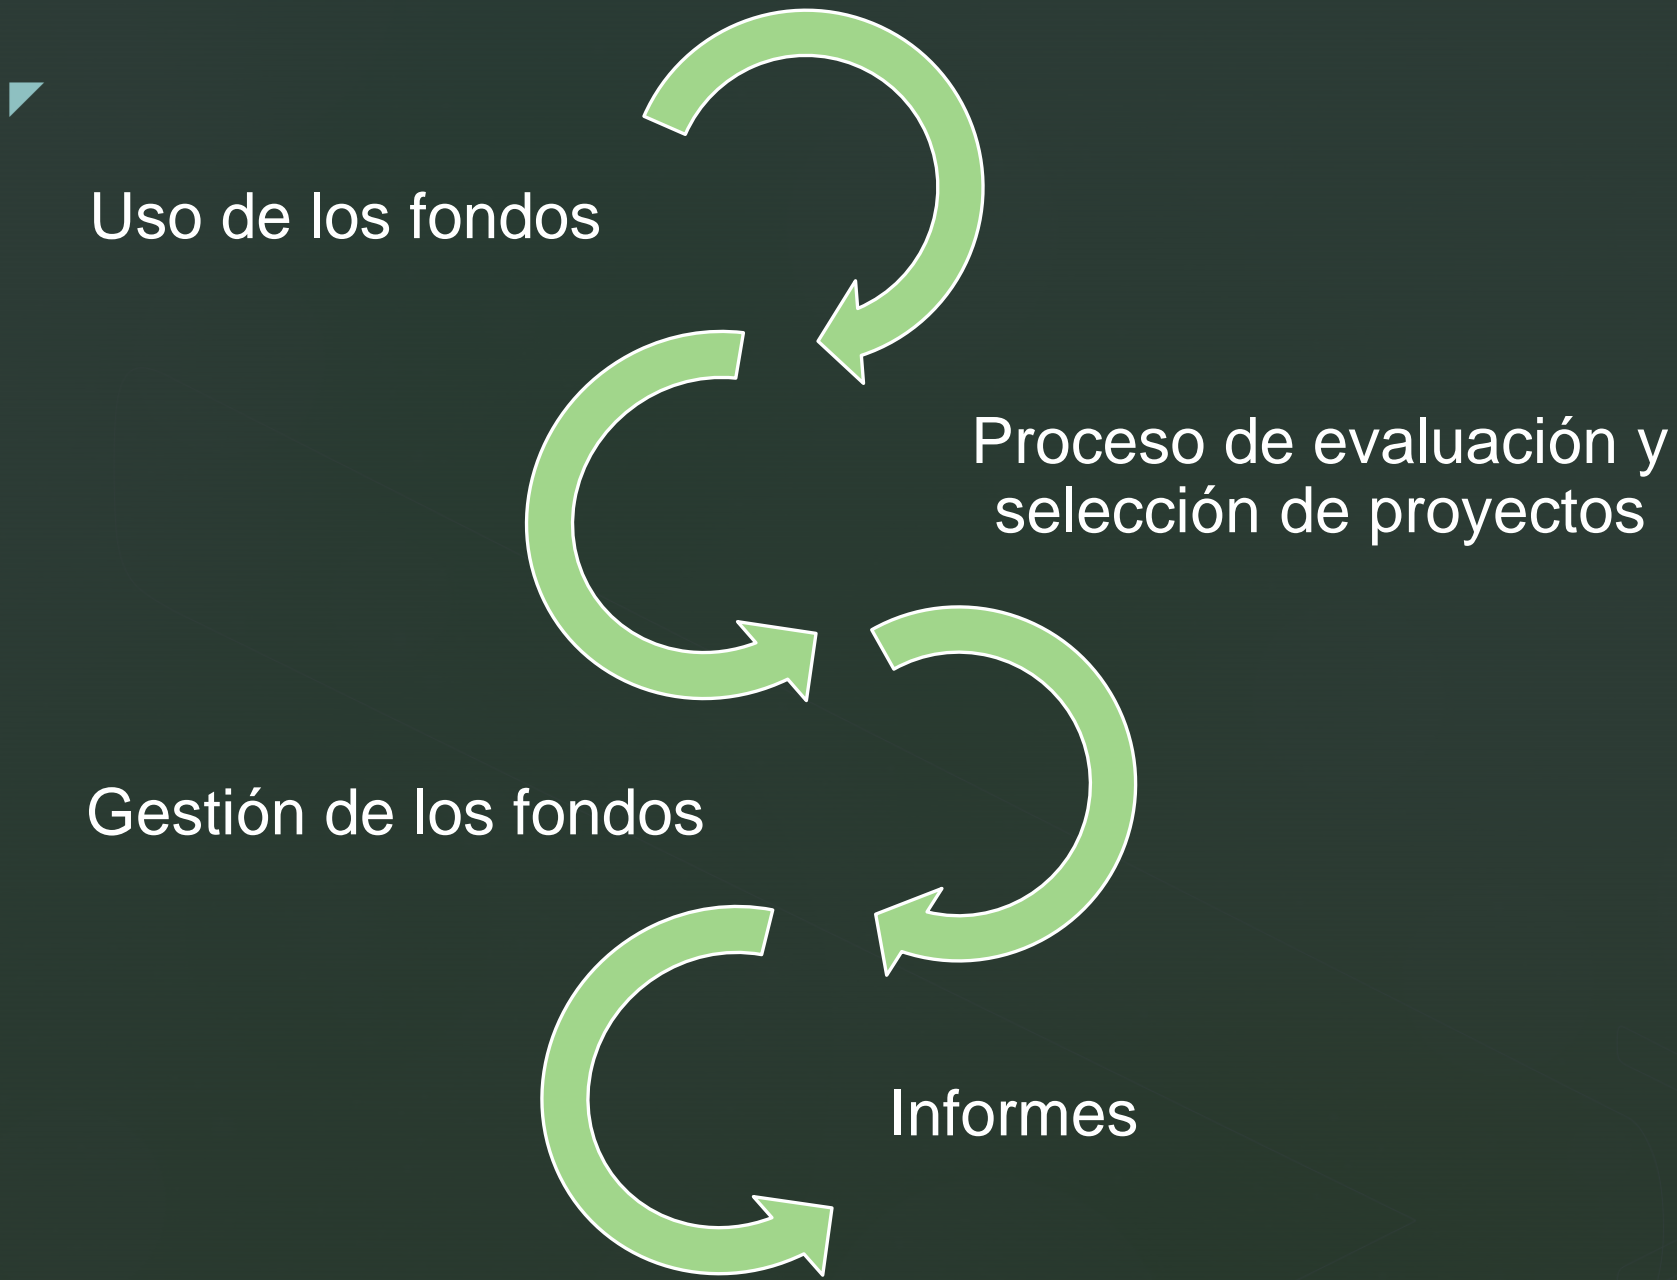 Uso de los fondos
Proceso de evaluación y
selección de proyectos
Gestión de los fondos
Informes